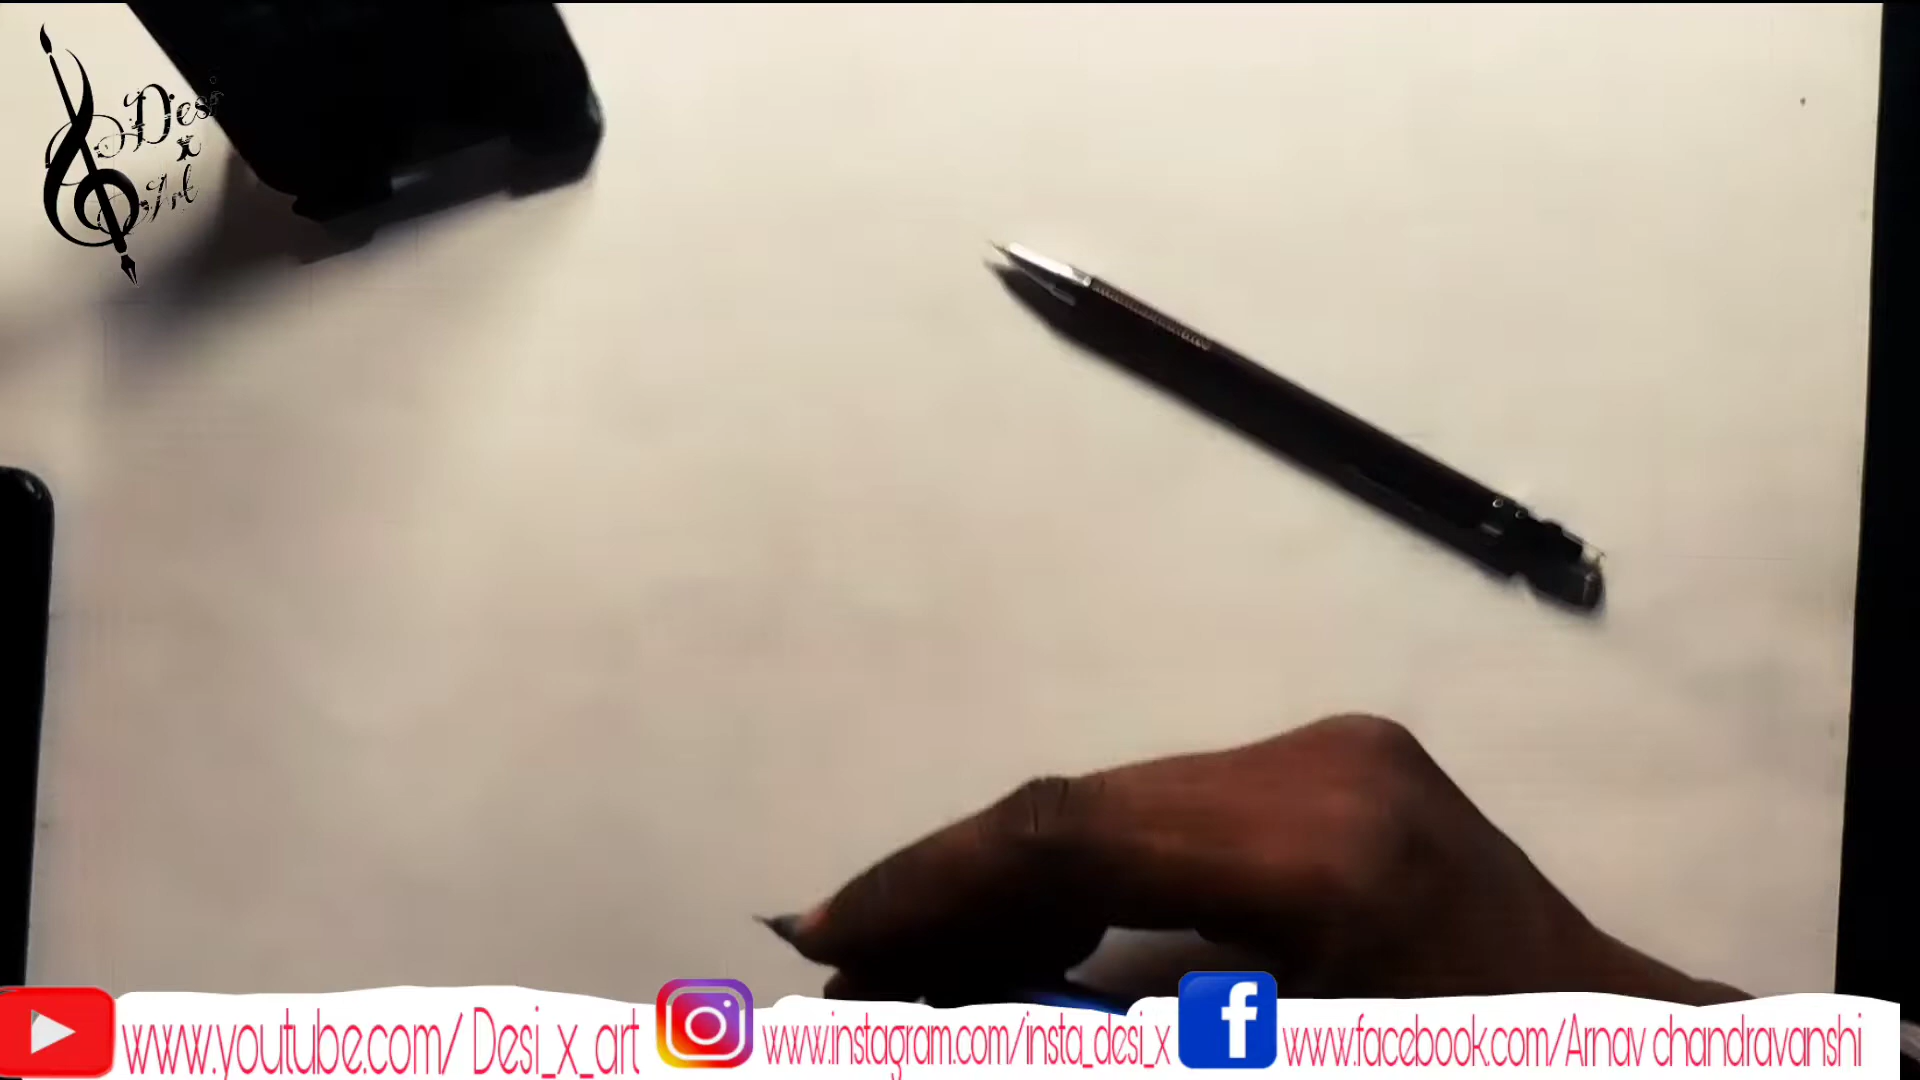 Desi
x
Art
www.youtube.com/ Desi_x_art
www.instagram.com/insta_desi_x
www.facebook.com/Arnav chandravanshi